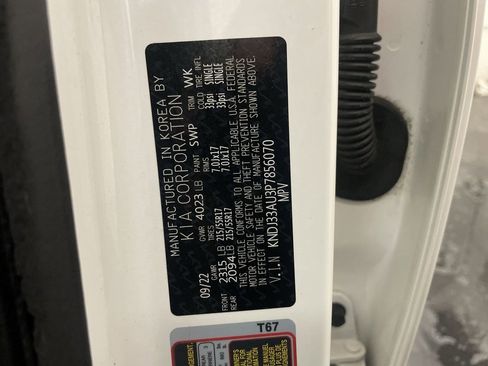 MANUFACTURED IN KOREA BY
KIA CORPORATION
09/22 GVWR 4023 LB PAINT SWP TRIM WK
TIRES RIMS COLD TIRE INFL
FRONT 2315 LB 215/55R17 7.0Jx17 33psi SINGLE
REAR 2094 LB 215/55R17 7.0Jx17 33psi SINGLE
THIS VEHICLE CONFORMS TO ALL APPLICABLE U.S.A. FEDERAL
MOTOR VEHICLE SAFETY AND THEFT PREVENTION STANDARDS
IN EFFECT ON THE DATE OF MANUFACTURE SHOWN ABOVE.
V.I.N KNDJ33AU3P7856070
MPV
T67